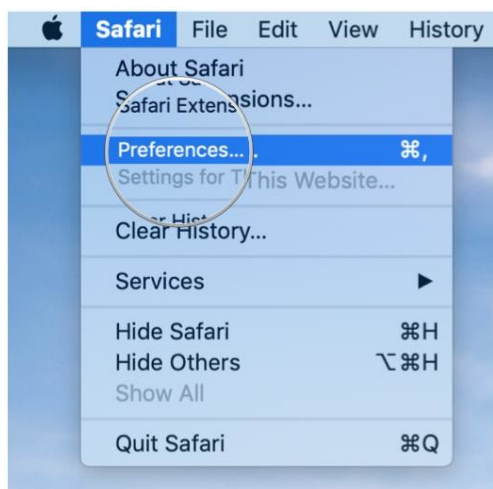 Safari File Edit View History
About Safari
Safari Extensions...
Preferences... ⌘,
Settings for This Website...
Clear History...
Services ▶
Hide Safari ⌘H
Hide Others ⌥⌘H
Show All
Quit Safari ⌘Q